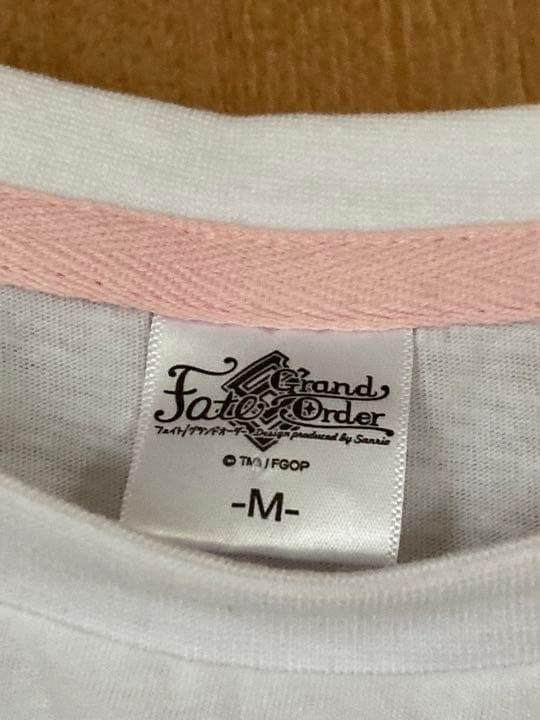 Fate/Grand Order
フェイト/グランドオーダー Design produced by Sanrio
© TM / FGOP
-M-